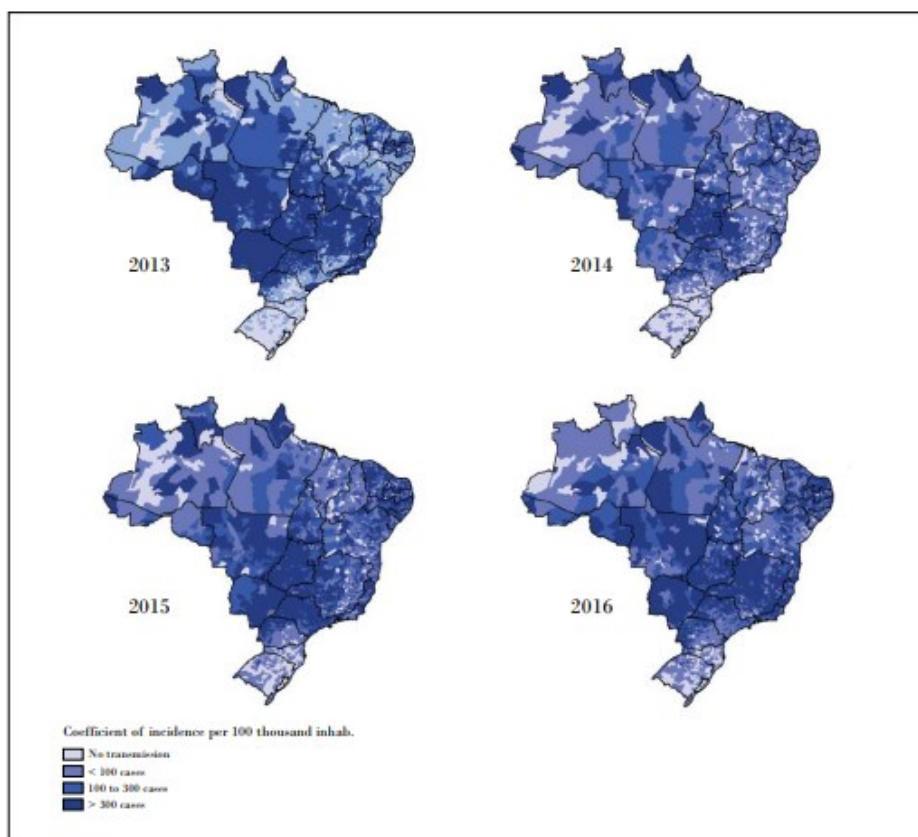 2013
2014
2015
2016
Coefficient of incidence per 100 thousand inhab.
No transmission
< 100 cases
100 to 300 cases
> 300 cases